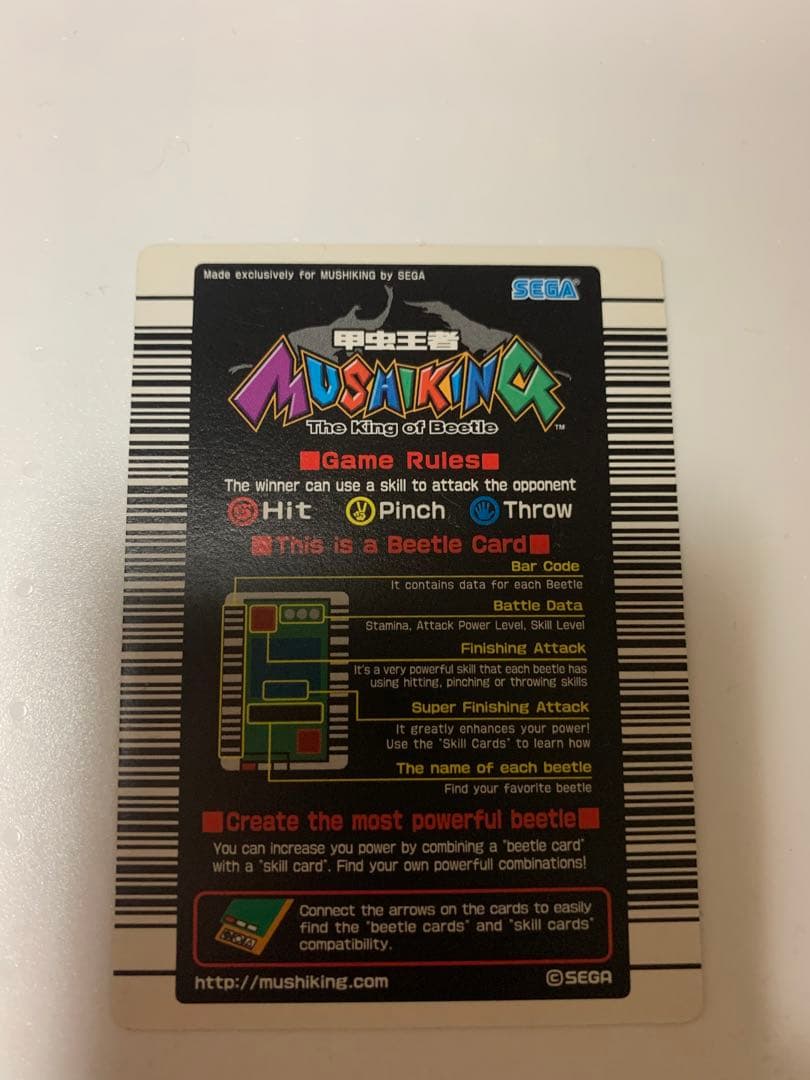 Made exclusively for MUSHIKING by SEGA
SEGA
甲虫王者
MUSHIKING
The King of Beetle
TM
■Game Rules■
The winner can use a skill to attack the opponent
Hit Pinch Throw
■This is a Beetle Card■
Bar Code
It contains data for each Beetle
Battle Data
Stamina, Attack Power Level, Skill Level
Finishing Attack
It's a very powerful skill that each beetle has
using hitting, pinching or throwing skills
Super Finishing Attack
It greatly enhances your power!
Use the "Skill Cards" to learn how
The name of each beetle
Find your favorite beetle
■Create the most powerful beetle■
You can increase you power by combining a "beetle card"
with a "skill card". Find your own powerfull combinations!
Connect the arrows on the cards to easily
find the "beetle cards" and "skill cards"
compatibility.
http://mushiking.com
©SEGA